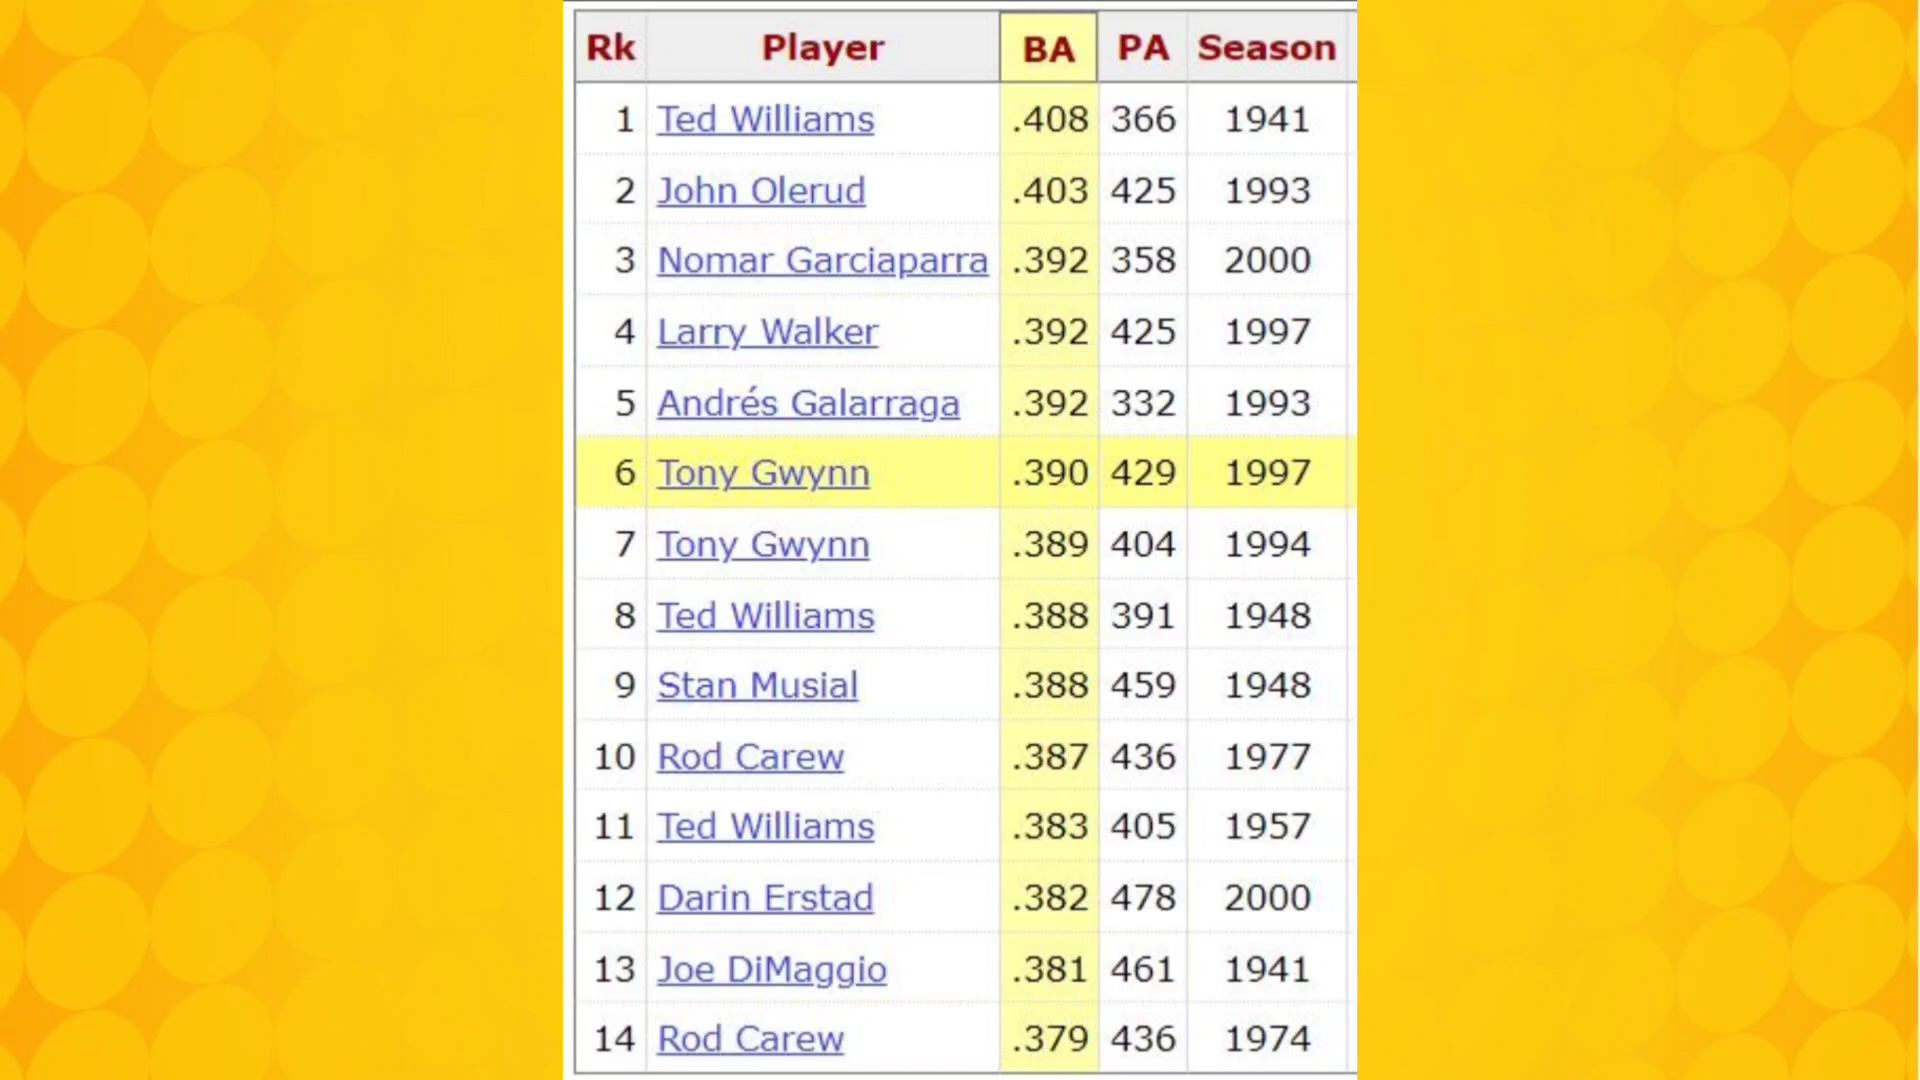 Rk Player BA PA Season
1 Ted Williams .408 366 1941
2 John Olerud .403 425 1993
3 Nomar Garciaparra .392 358 2000
4 Larry Walker .392 425 1997
5 Andrés Galarraga .392 332 1993
6 Tony Gwynn .390 429 1997
7 Tony Gwynn .389 404 1994
8 Ted Williams .388 391 1948
9 Stan Musial .388 459 1948
10 Rod Carew .387 436 1977
11 Ted Williams .383 405 1957
12 Darin Erstad .382 478 2000
13 Joe DiMaggio .381 461 1941
14 Rod Carew .379 436 1974